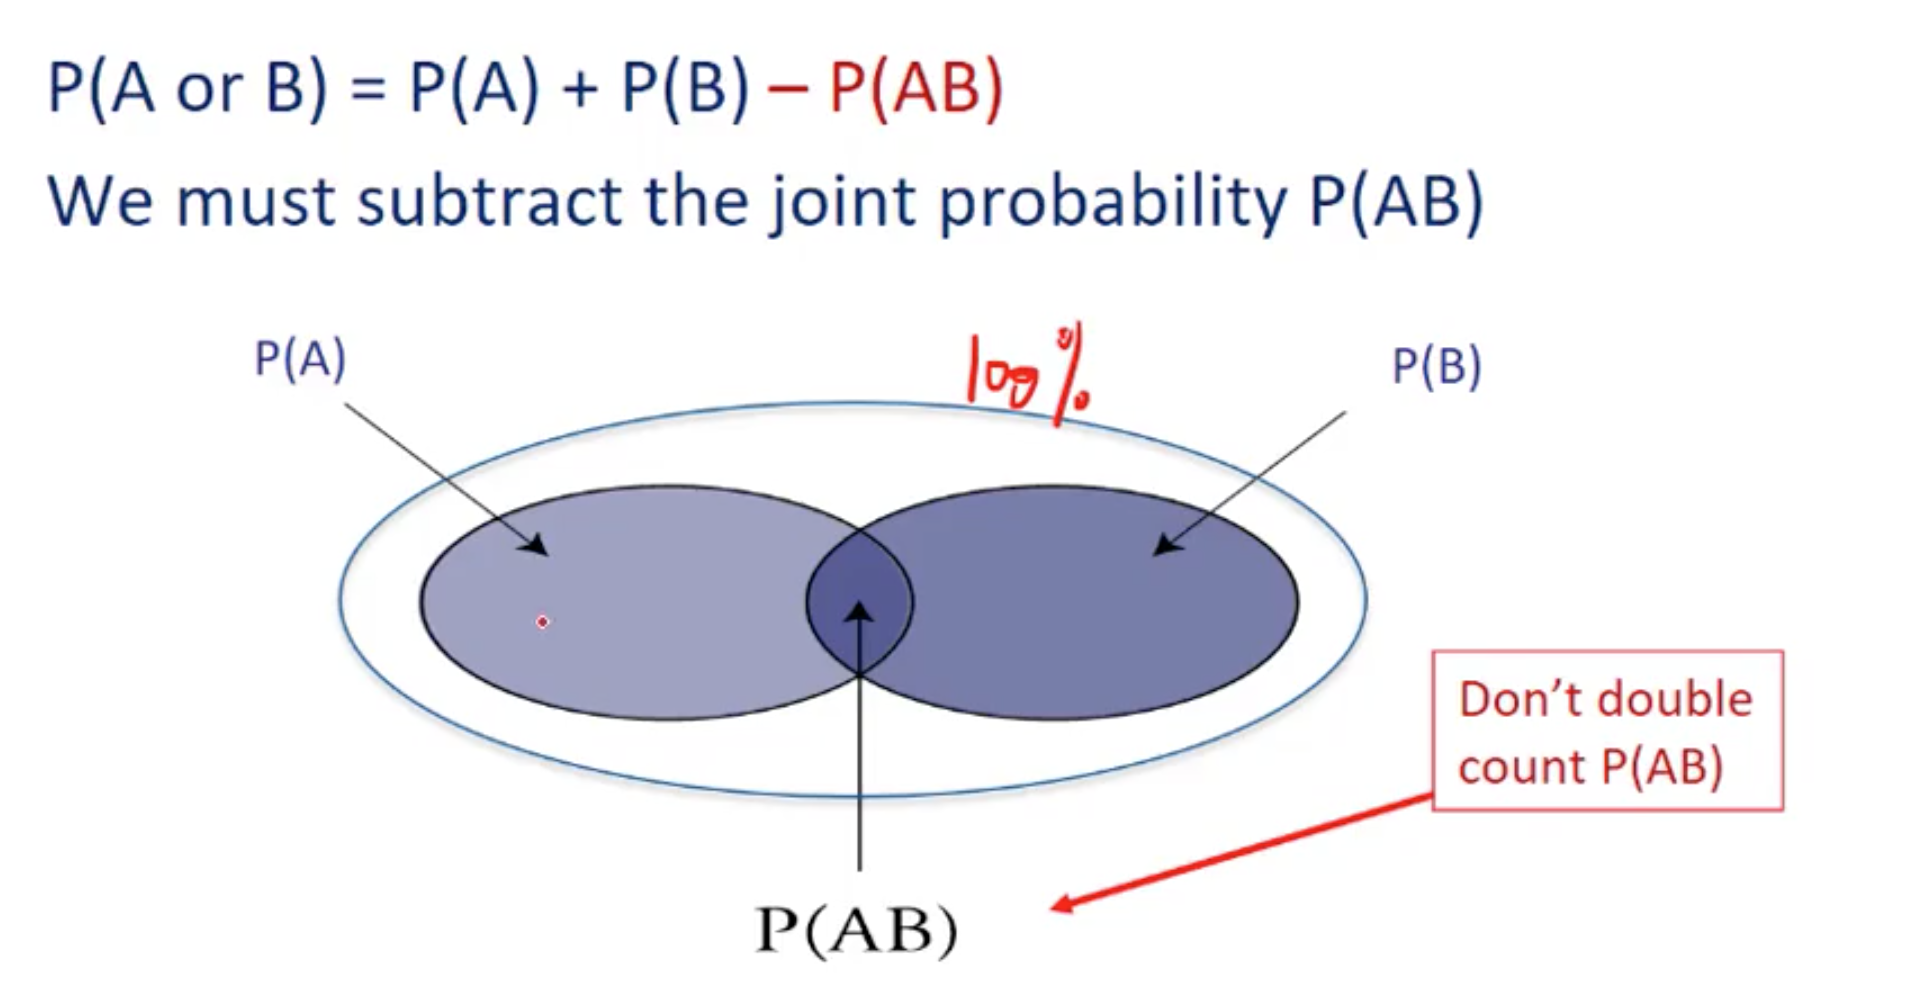 P(A or B) = P(A) + P(B) – P(AB)
We must subtract the joint probability P(AB)
P(A)
100%
P(B)
Don’t double
count P(AB)
P(AB)